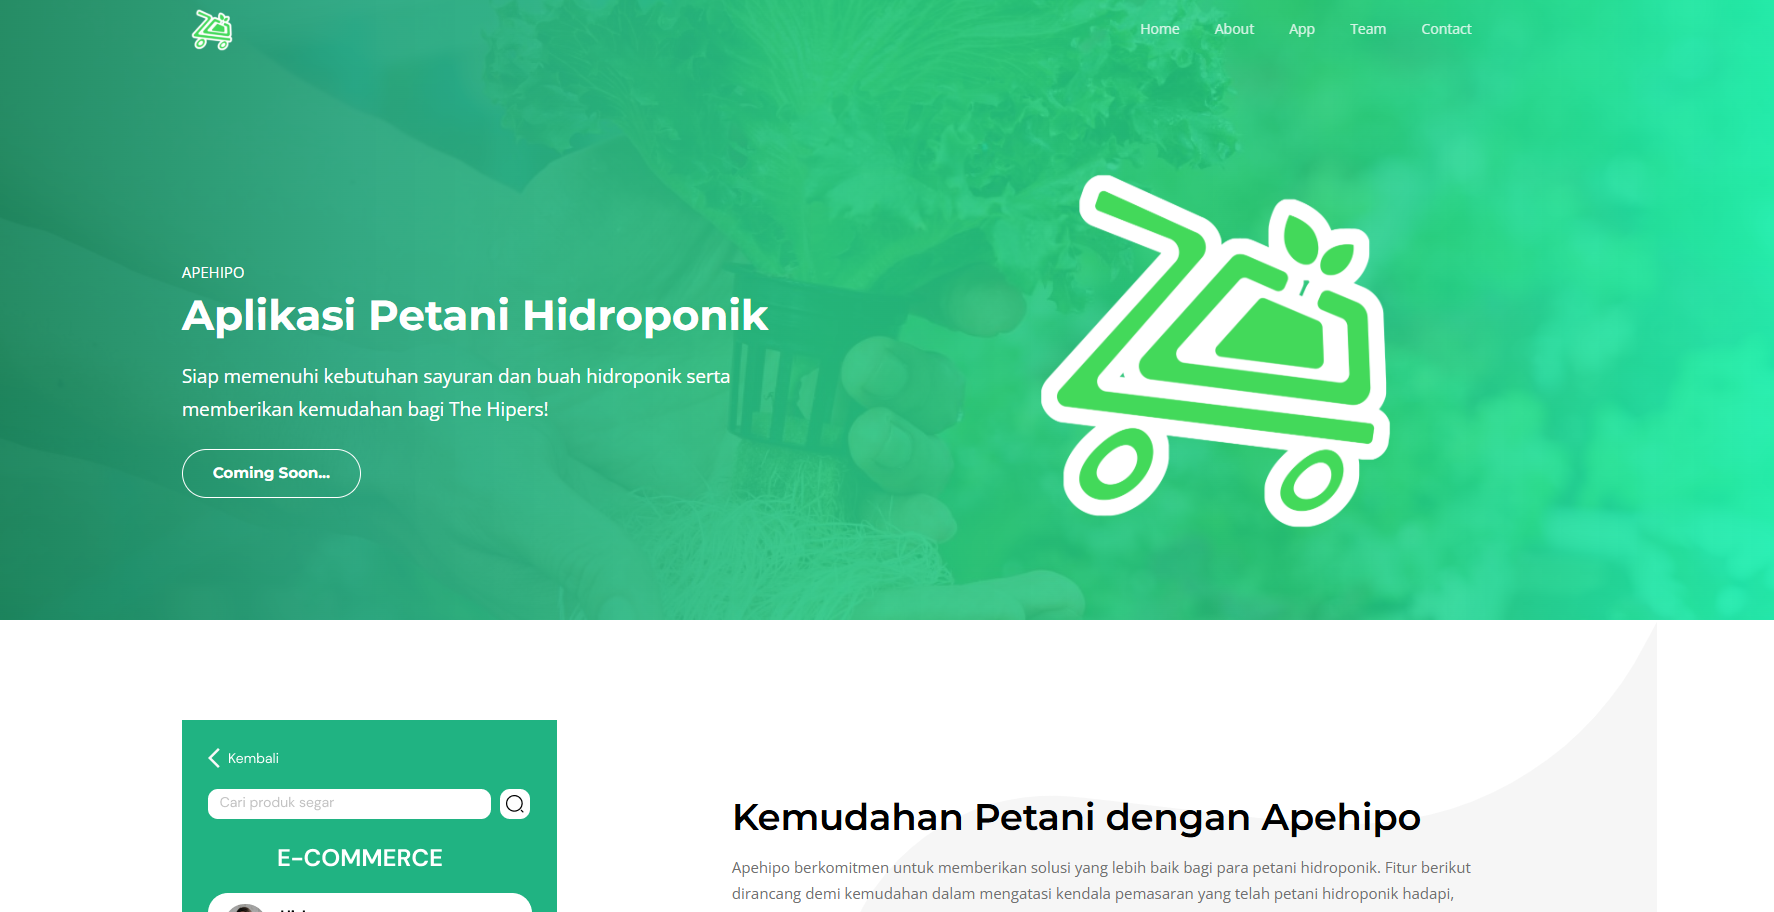 Home About App Team Contact
APEHIPO
Aplikasi Petani Hidroponik
Siap memenuhi kebutuhan sayuran dan buah hidroponik serta
memberikan kemudahan bagi The Hipers!
Coming Soon...
Kembali
Cari produk segar
E-COMMERCE
Kemudahan Petani dengan Apehipo
Apehipo berkomitmen untuk memberikan solusi yang lebih baik bagi para petani hidroponik. Fitur berikut
dirancang demi kemudahan dalam mengatasi kendala pemasaran yang telah petani hidroponik hadapi,